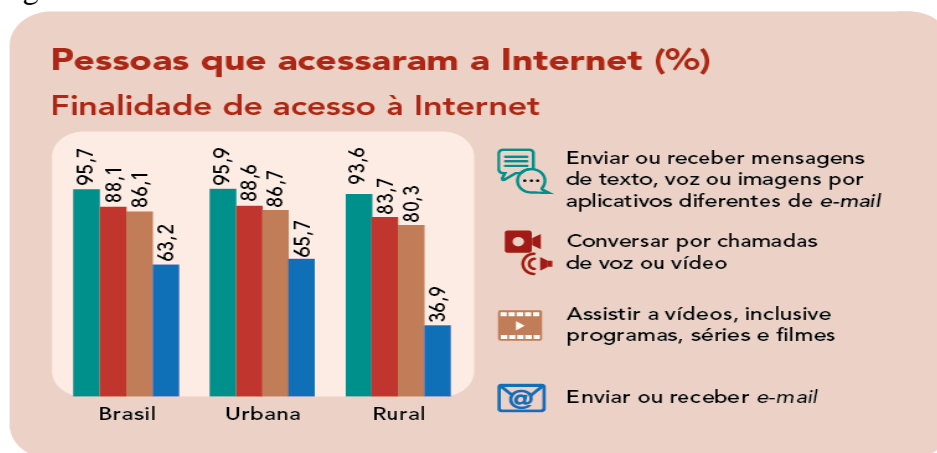 Pessoas que acessaram a Internet (%)
Finalidade de acesso à Internet
95,7
88,1
86,1
63,2
95,9
88,6
86,7
65,7
93,6
83,7
80,3
36,9
Brasil
Urbana
Rural
Enviar ou receber mensagens
de texto, voz ou imagens por
aplicativos diferentes de e-mail
Conversar por chamadas
de voz ou vídeo
Assistir a vídeos, inclusive
programas, séries e filmes
@
Enviar ou receber e-mail